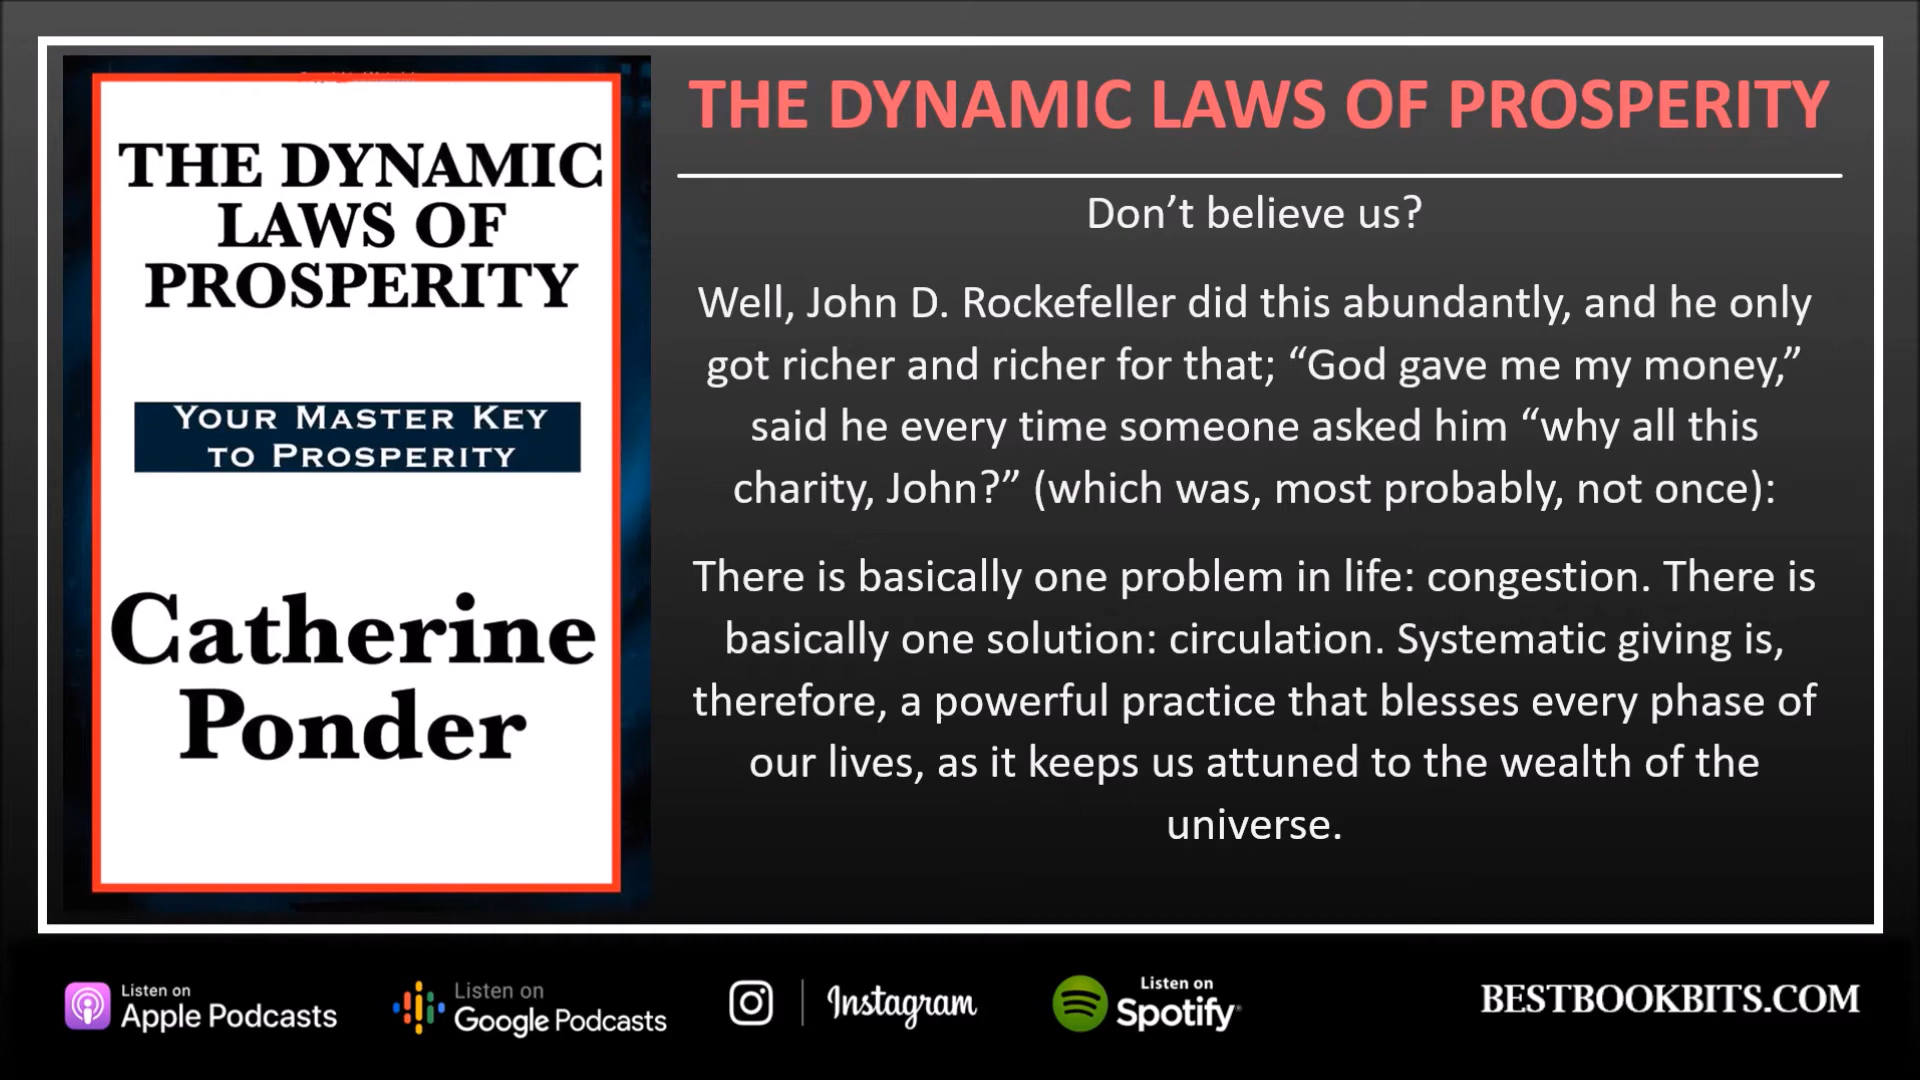 THE DYNAMIC
LAWS OF
PROSPERITY
YOUR MASTER KEY
TO PROSPERITY
Catherine
Ponder
THE DYNAMIC LAWS OF PROSPERITY
Don’t believe us?
Well, John D. Rockefeller did this abundantly, and he only
got richer and richer for that; “God gave me my money,”
said he every time someone asked him “why all this
charity, John?” (which was, most probably, not once):
There is basically one problem in life: congestion. There is
basically one solution: circulation. Systematic giving is,
therefore, a powerful practice that blesses every phase of
our lives, as it keeps us attuned to the wealth of the
universe.
Listen on
Apple Podcasts
Listen on
Google Podcasts
Instagram
Listen on
Spotify
BESTBOOKBITS.COM